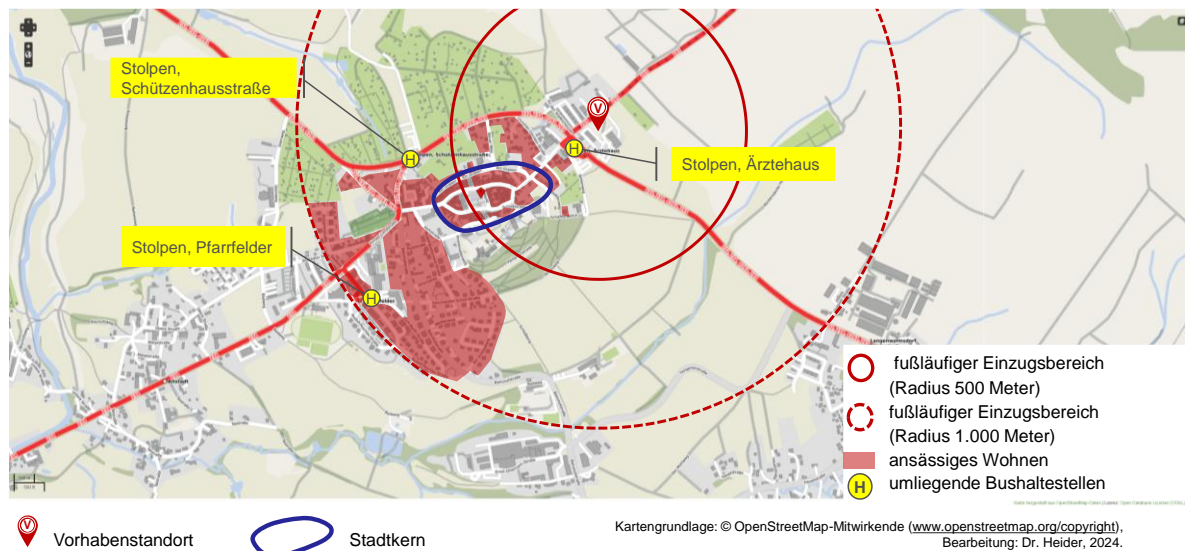 Stolpen,
Schützenhausstraße
Stolpen, Ärztehaus
Stolpen, Pfarrfelder
V
H
H
H
fußläufiger Einzugsbereich
(Radius 500 Meter)
fußläufiger Einzugsbereich
(Radius 1.000 Meter)
ansässiges Wohnen
H umliegende Bushaltestellen
V Vorhabenstandort
Stadtkern
Kartengrundlage: © OpenStreetMap-Mitwirkende (www.openstreetmap.org/copyright),
Bearbeitung: Dr. Heider, 2024.